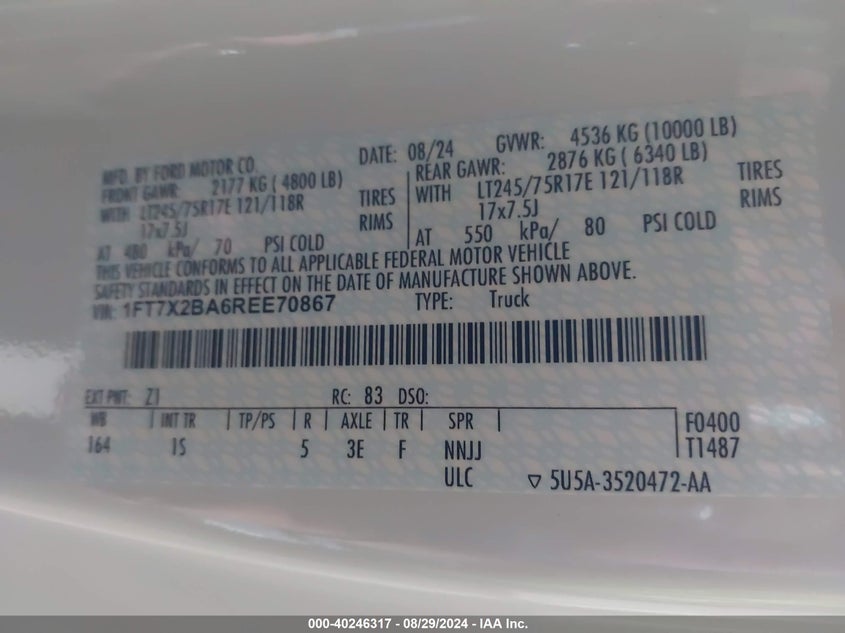 MFD. BY FORD MOTOR CO. DATE: 08/24 GVWR: 4536 KG (10000 LB)
FRONT GAWR: 2177 KG ( 4800 LB) REAR GAWR: 2876 KG ( 6340 LB)
WITH LT245/75R17E 121/118R TIRES WITH LT245/75R17E 121/118R TIRES
17x7.5J RIMS 17x7.5J RIMS
AT 480 kPa/ 70 PSI COLD AT 550 kPa/ 80 PSI COLD
THIS VEHICLE CONFORMS TO ALL APPLICABLE FEDERAL MOTOR VEHICLE
SAFETY STANDARDS IN EFFECT ON THE DATE OF MANUFACTURE SHOWN ABOVE.
VIN: 1FT7X2BA6REE70867 TYPE: Truck
EXT PNT: Z1 RC: 83 DSO:
WB INT TR TP/PS R AXLE TR SPR F0400
164 1S 5 3E F NNJJ T1487
ULC ▽ 5U5A-3520472-AA
000-40246317 - 08/29/2024 - IAA Inc.